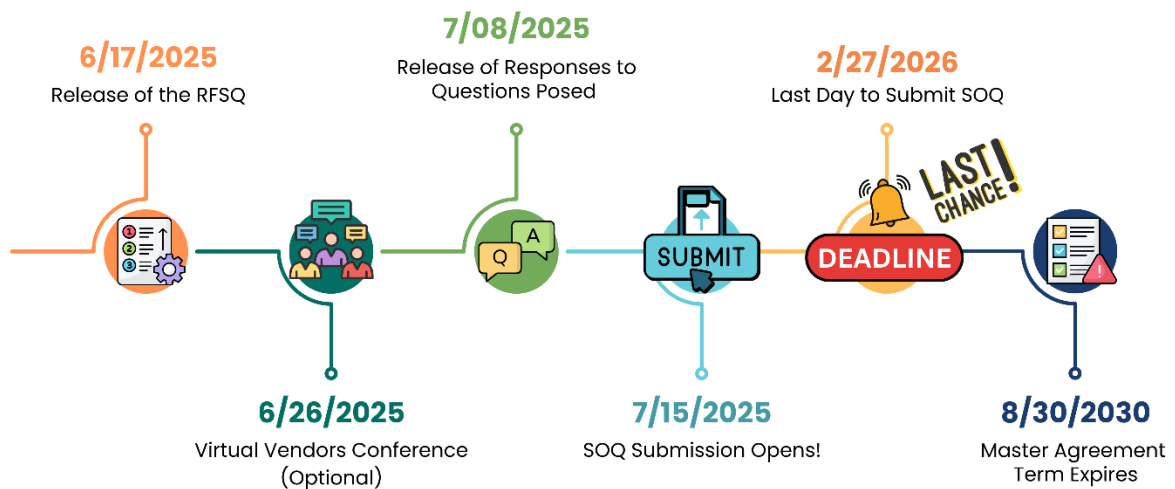 6/17/2025
Release of the RFSQ
1
2
3
6/26/2025
Virtual Vendors Conference
(Optional)
7/08/2025
Release of Responses to
Questions Posed
Q
A
SUBMIT
7/15/2025
SOQ Submission Opens!
2/27/2026
Last Day to Submit SOQ
LAST
CHANCE!
DEADLINE
!
8/30/2030
Master Agreement
Term Expires